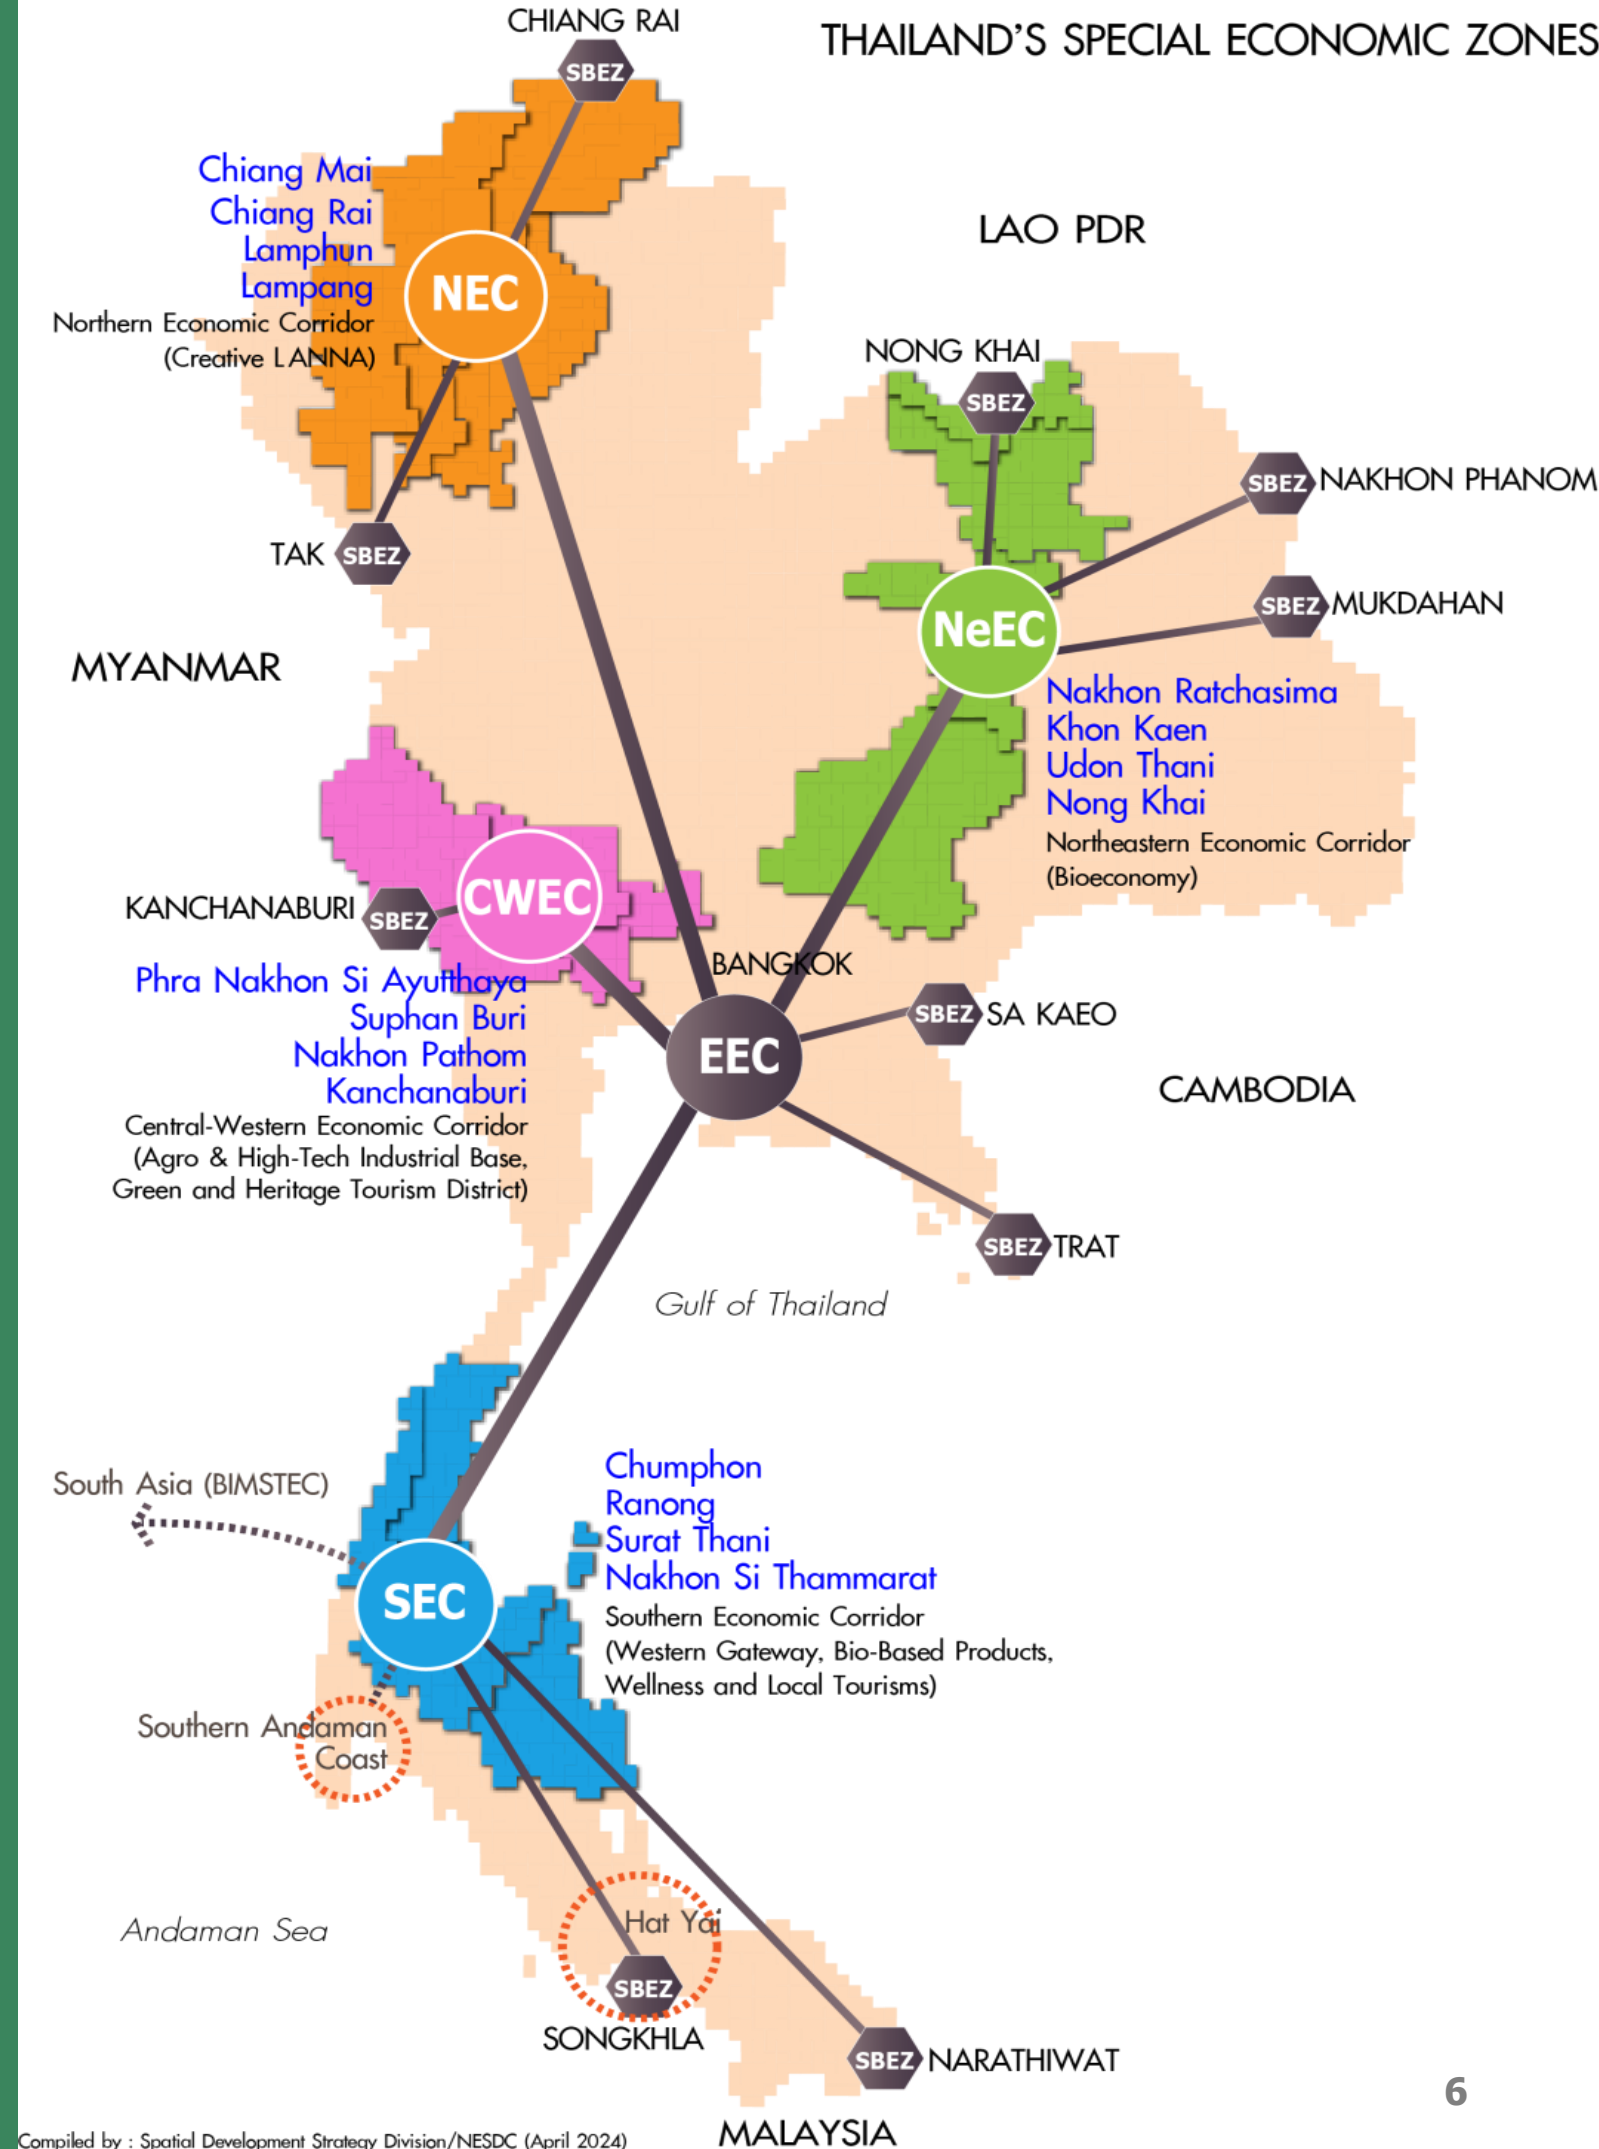 CHIANG RAI
THAILAND'S SPECIAL ECONOMIC ZONES
SBEZ
Chiang Mai
Chiang Rai
Lamphun
Lampang
Northern Economic Corridor
(Creative LANNA)
NEC
LAO PDR
NONG KHAI
SBEZ
SBEZ
NAKHON PHANOM
TAK
SBEZ
SBEZ
MUKDAHAN
NeEC
MYANMAR
Nakhon Ratchasima
Khon Kaen
Udon Thani
Nong Khai
Northeastern Economic Corridor
(Bioeconomy)
CWEC
KANCHANABURI
SBEZ
BANGKOK
Phra Nakhon Si Ayutthaya
Suphan Buri
Nakhon Pathom
Kanchanaburi
Central-Western Economic Corridor
(Agro & High-Tech Industrial Base,
Green and Heritage Tourism District)
EEC
SBEZ
SA KAEO
CAMBODIA
SBEZ
TRAT
Gulf of Thailand
South Asia (BIMSTEC)
Chumphon
Ranong
Surat Thani
Nakhon Si Thammarat
Southern Economic Corridor
(Western Gateway, Bio-Based Products,
Wellness and Local Tourisms)
SEC
Southern Andaman
Coast
Andaman Sea
Hat Yai
SBEZ
SONGKHLA
SBEZ
NARATHIWAT
6
MALAYSIA
Compiled by : Spatial Development Strategy Division/NESDC (April 2024)